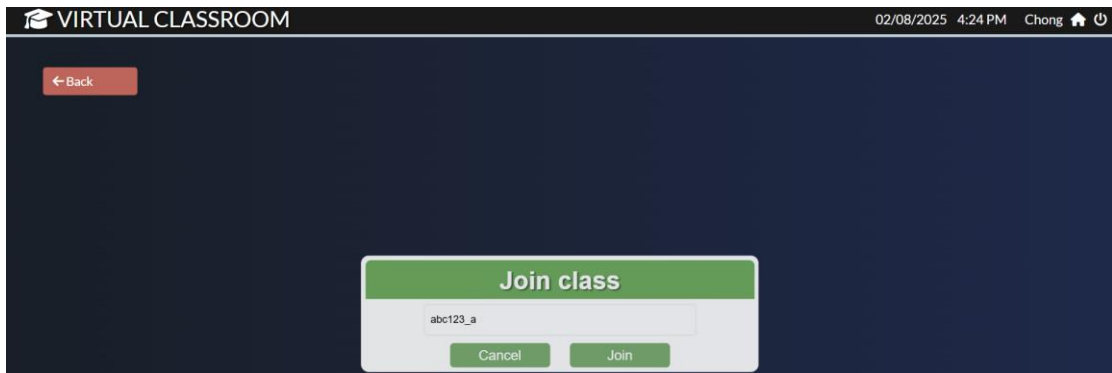 VIRTUAL CLASSROOM 02/08/2025 4:24 PM Chong
Back
Join class
abc123_a
Cancel Join